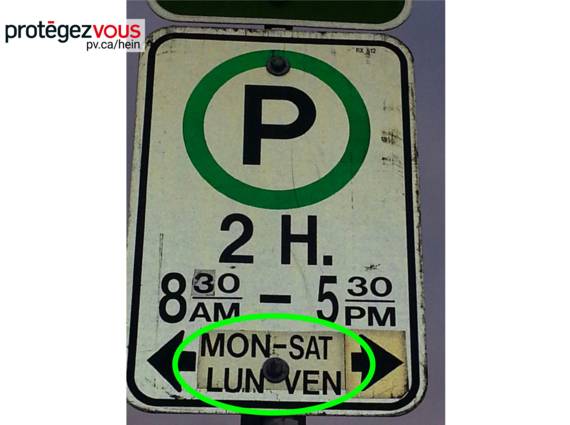 protégezvous
pv.ca/hein
P
2 H.
8 30 AM – 5 30 PM
MON-SAT
LUN VEN